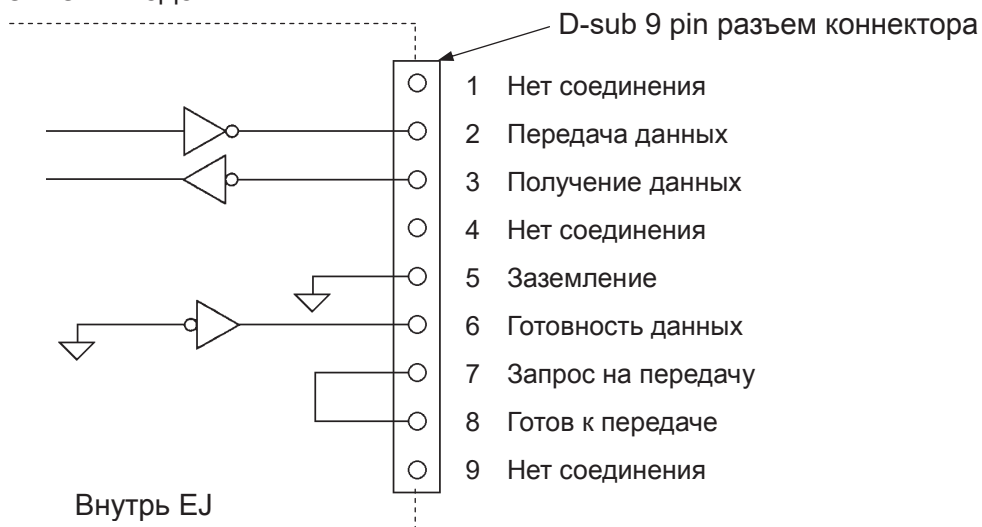 D-sub 9 pin разъем коннектора
1 Нет соединения
2 Передача данных
3 Получение данных
4 Нет соединения
5 Заземление
6 Готовность данных
7 Запрос на передачу
8 Готов к передаче
9 Нет соединения
Внутрь EJ